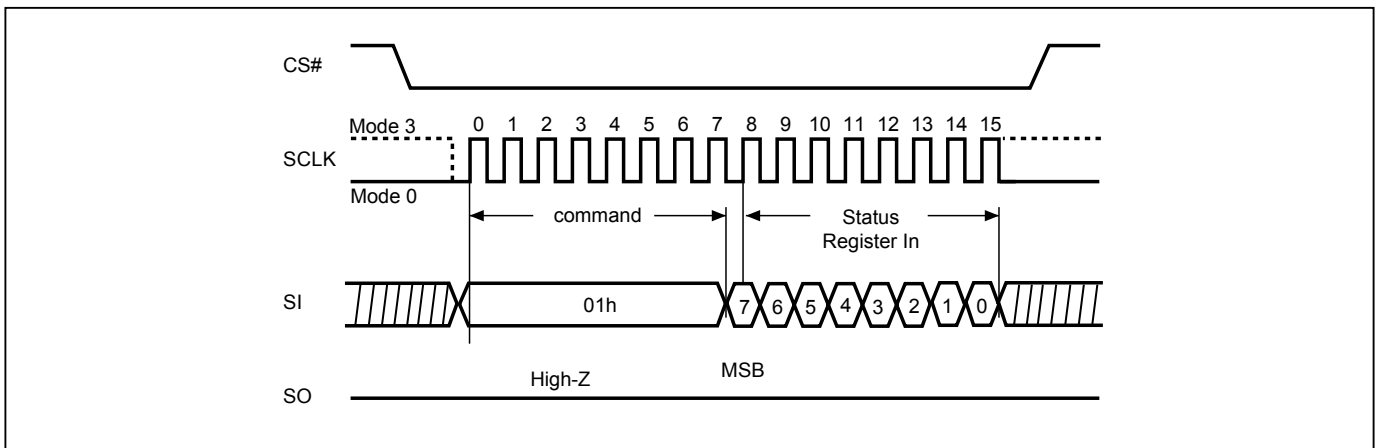 CS#
Mode 3
0 1 2 3 4 5 6 7 8 9 10 11 12 13 14 15
SCLK
Mode 0
command
Status
Register In
SI
01h
7 6 5 4 3 2 1 0
High-Z
MSB
SO